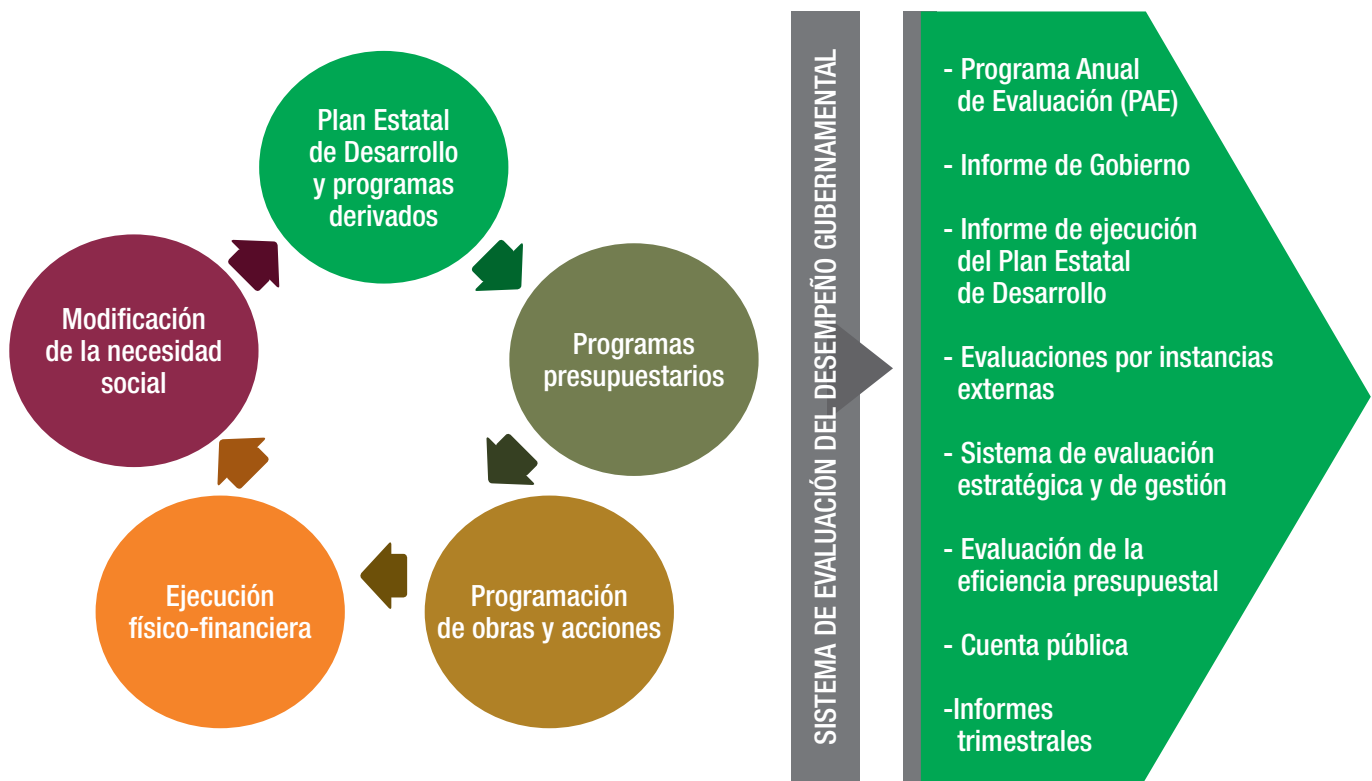 Plan Estatal
de Desarrollo
y programas
derivados
Programas
presupuestarios
Programación
de obras y acciones
Ejecución
físico-financiera
Modificación
de la necesidad
social
SISTEMA DE EVALUACIÓN DEL DESEMPEÑO GUBERNAMENTAL
- Programa Anual
de Evaluación (PAE)
- Informe de Gobierno
- Informe de ejecución
del Plan Estatal
de Desarrollo
- Evaluaciones por instancias
externas
- Sistema de evaluación
estratégica y de gestión
- Evaluación de la
eficiencia presupuestal
- Cuenta pública
-Informes
trimestrales